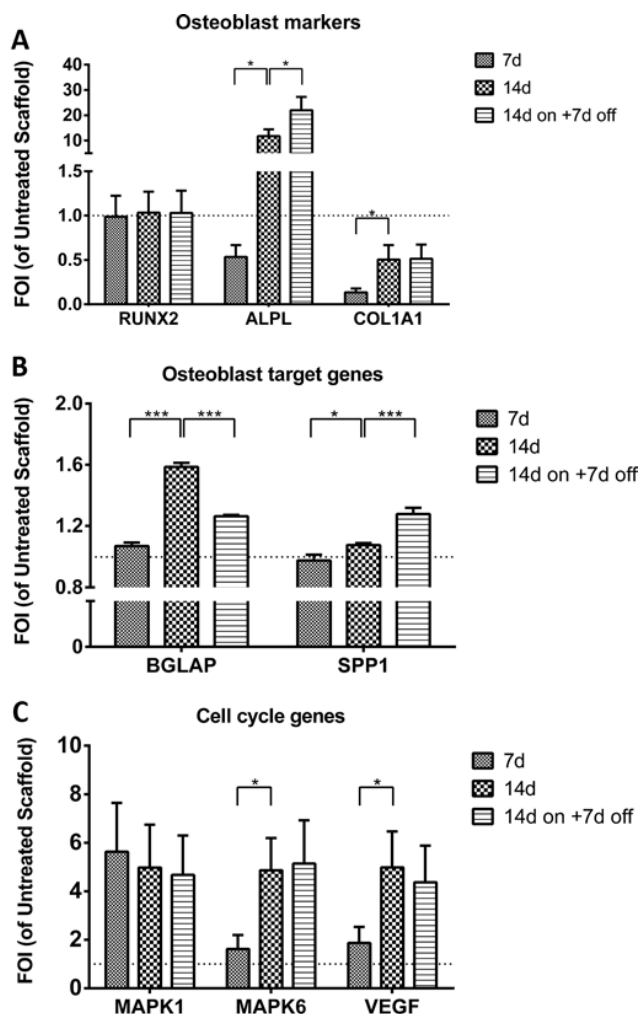 A
Osteoblast markers
FOI (of Untreated Scaffold)
40
30
20
10
1.0
0.5
0.0
* *
*
RUNX2 ALPL COL1A1
7d
14d
14d on +7d off
B
Osteoblast target genes
FOI (of Untreated Scaffold)
2.0
1.6
1.2
0.8
0
*** *** * ***
BGLAP SPP1
7d
14d
14d on +7d off
C
Cell cycle genes
FOI (of Untreated Scaffold)
10
8
6
4
2
0
* *
MAPK1 MAPK6 VEGF
7d
14d
14d on +7d off